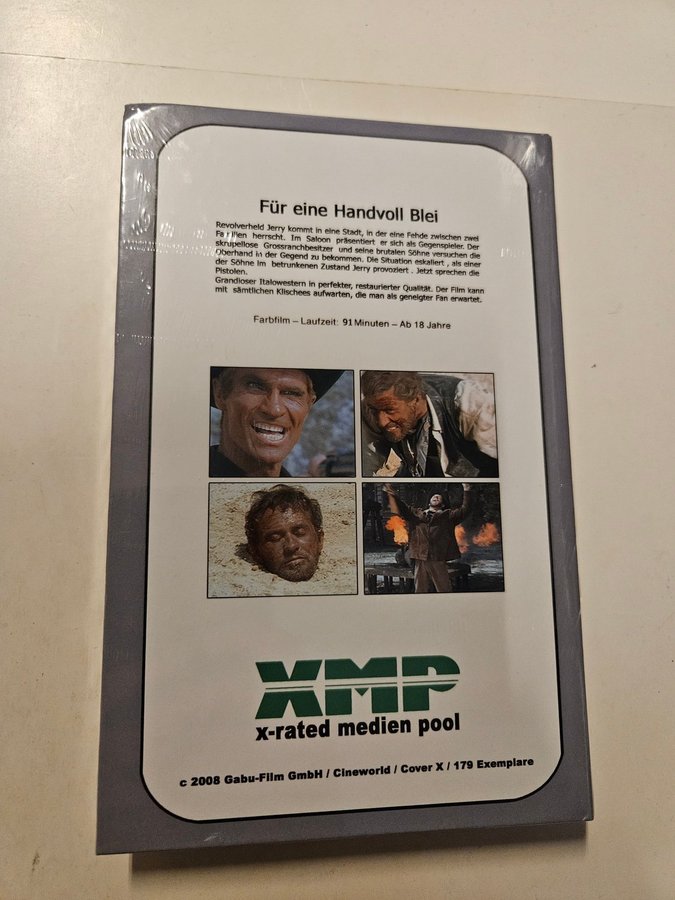 Für eine Handvoll Blei
Revolverheld Jerry kommt in eine Stadt, in der eine Fehde zwischen zwei
Familien herrscht. Im Saloon präsentiert er sich als Gegenspieler. Der
skrupellose Grossranchbesitzer und seine brutalen Söhne versuchen die
Oberhand in der Gegend zu bekommen. Die Situation eskaliert , als einer
der Söhne im betrunkenen Zustand Jerry provoziert . Jetzt sprechen die
Pistolen.
Grandioser Italowestern in perfekter, restaurierter Qualität. Der Film kann
mit sämtlichen Klischees aufwarten, die man als geneigter Fan erwartet.
Farbfilm – Laufzeit: 91 Minuten – Ab 18 Jahre
XMP
x-rated medien pool
c 2008 Gabu-Film GmbH / Cineworld / Cover X / 179 Exemplare